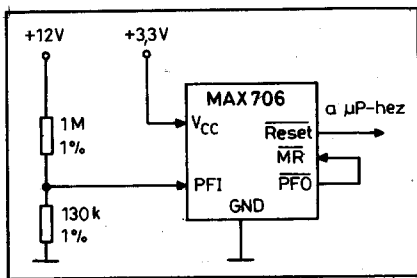 +12V
+3,3V
MAX706
a µP-hez
VCC
Reset
1M
1%
MR
PFI
PFO
130k
1%
GND